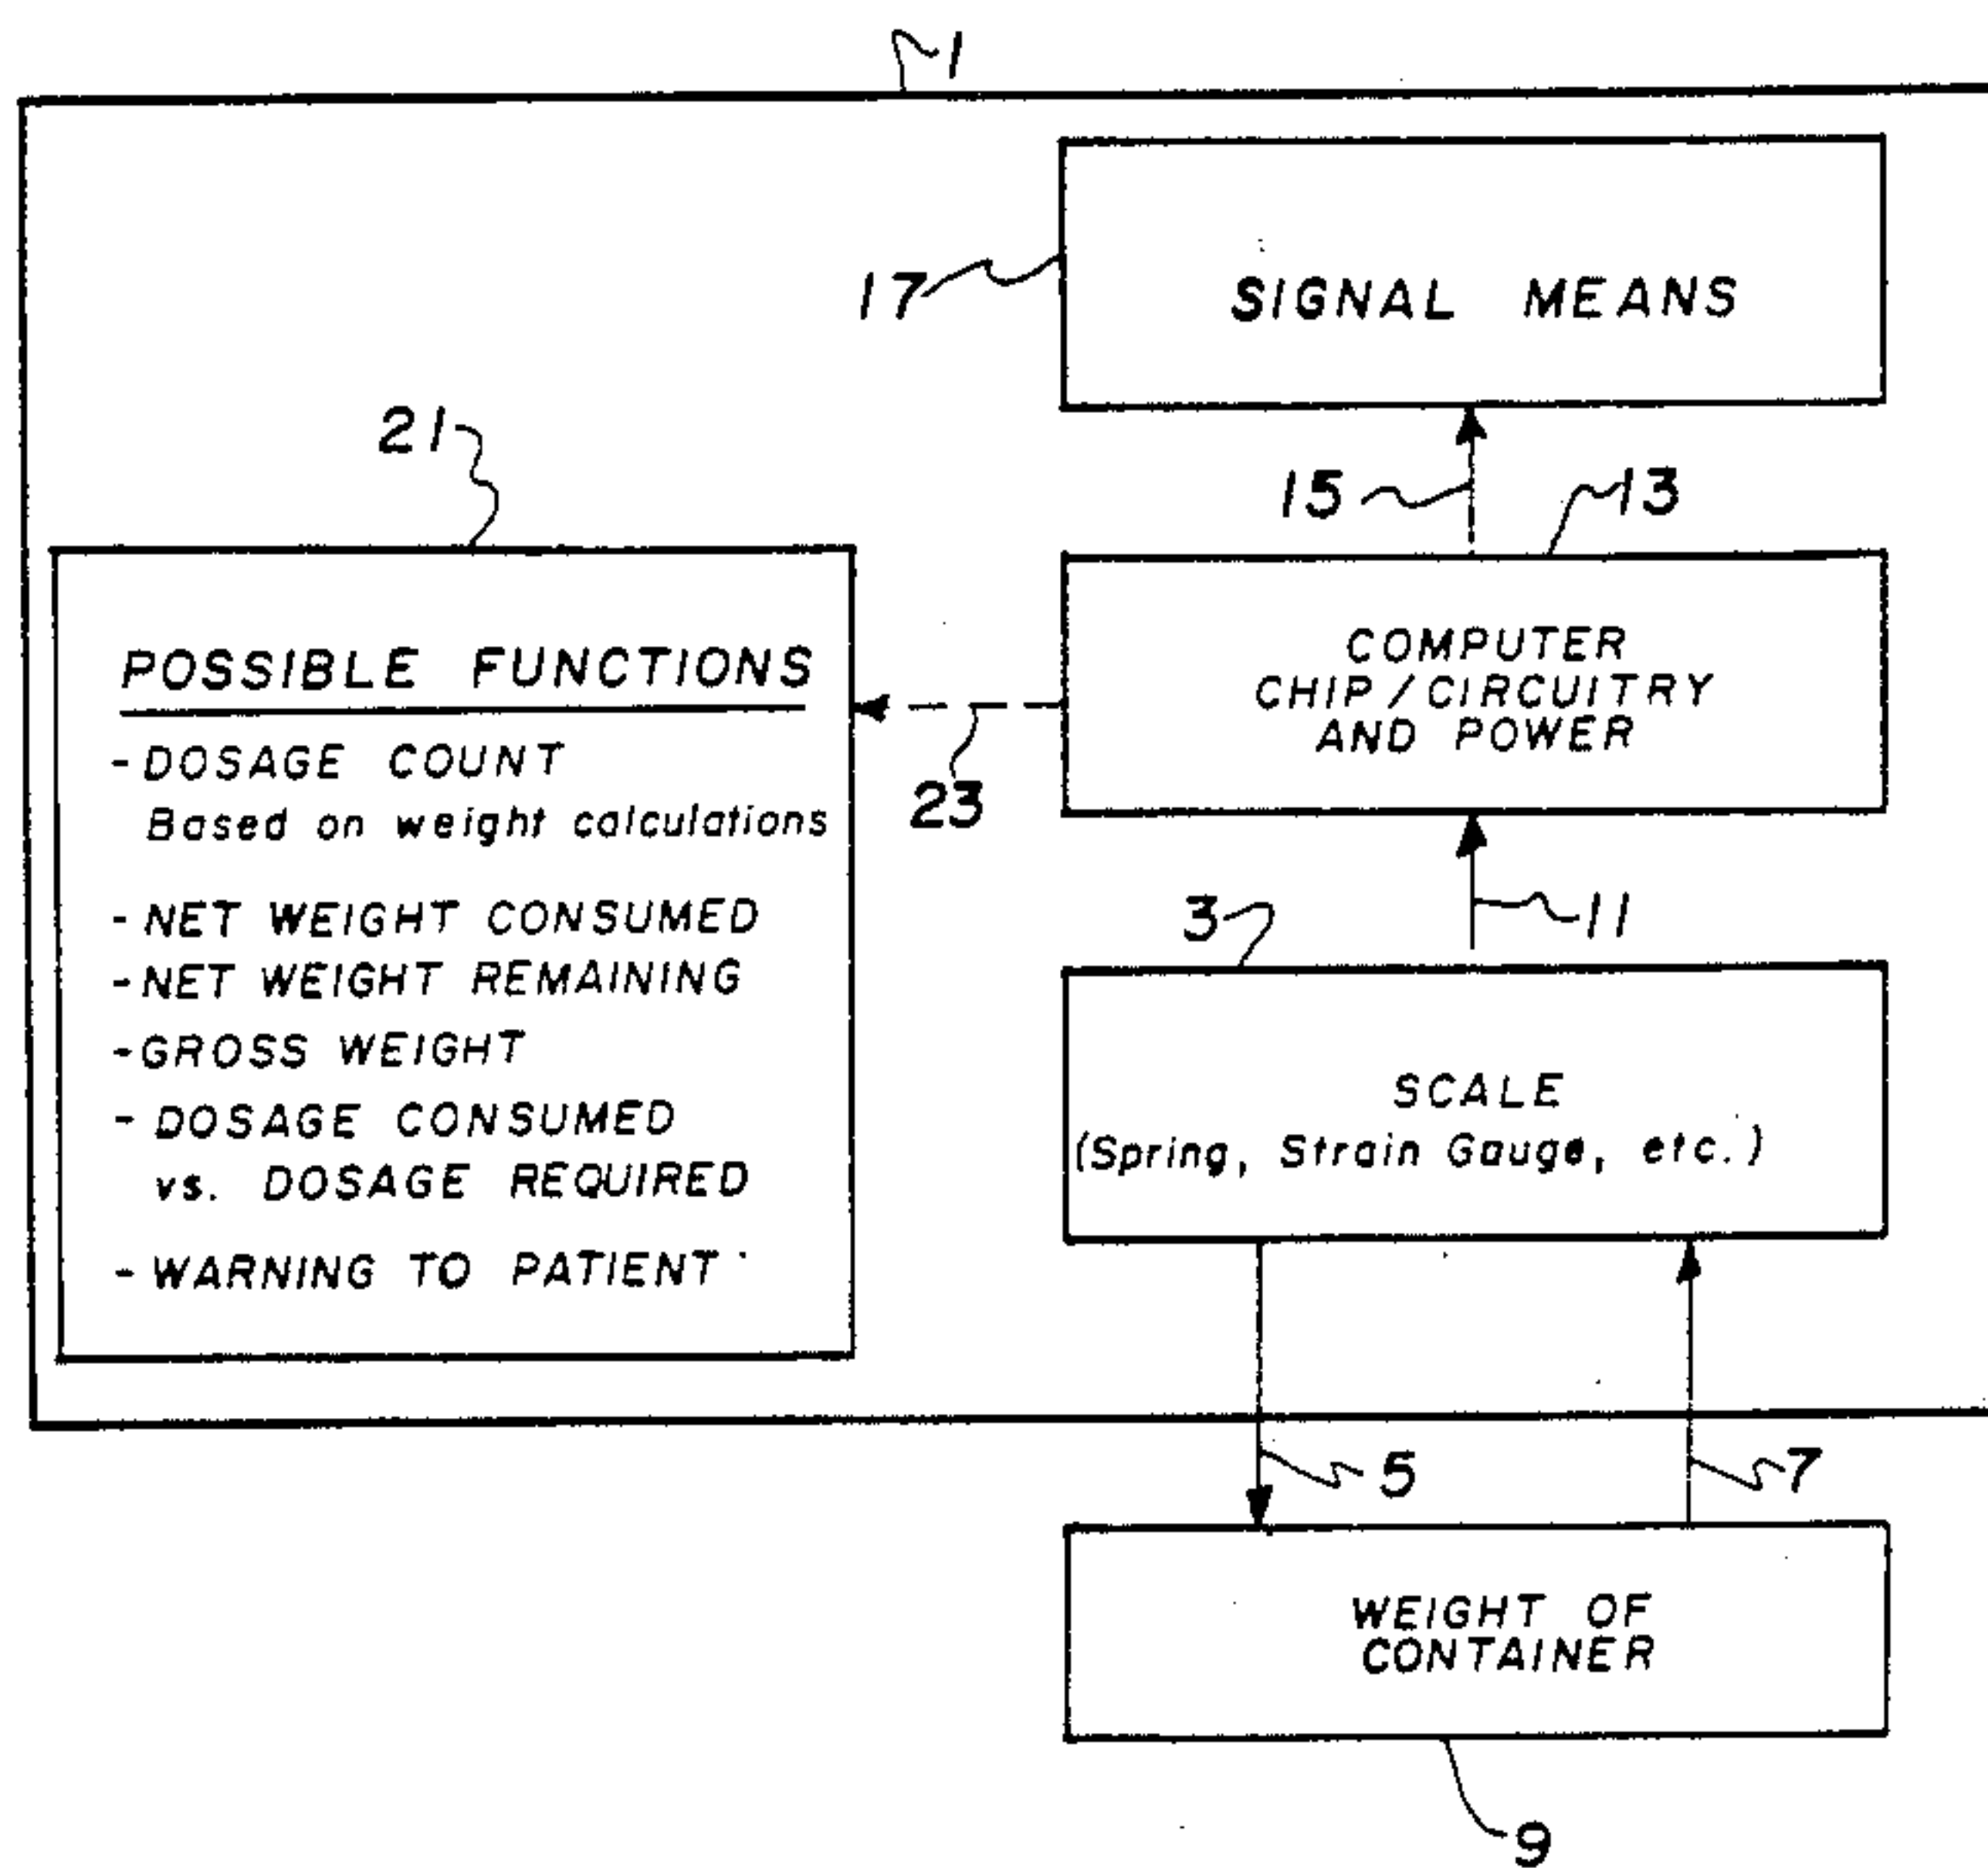 1
17
SIGNAL MEANS
21
15
13
POSSIBLE FUNCTIONS
-DOSAGE COUNT
Based on weight calculations
-NET WEIGHT CONSUMED
-NET WEIGHT REMAINING
-GROSS WEIGHT
- DOSAGE CONSUMED
vs. DOSAGE REQUIRED
-WARNING TO PATIENT
23
COMPUTER
CHIP/CIRCUITRY
AND POWER
11
3
SCALE
(Spring, Strain Gauge, etc.)
5
7
WEIGHT OF
CONTAINER
9